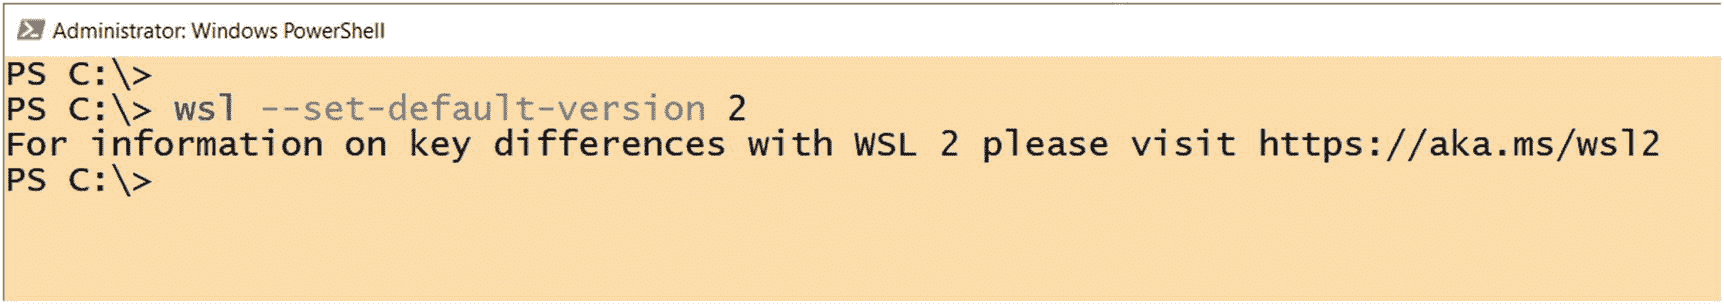 Administrator: Windows PowerShell
PS C:\>
PS C:\> wsl --set-default-version 2
For information on key differences with WSL 2 please visit https://aka.ms/wsl2
PS C:\>